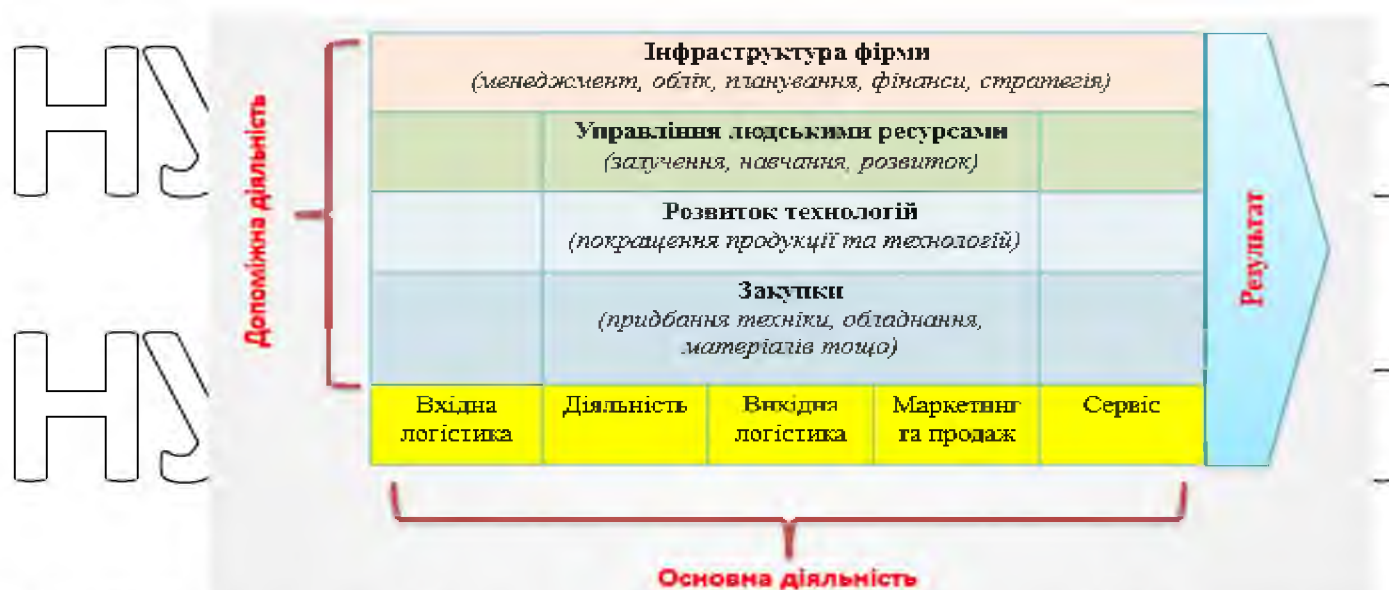 НУ
Допоміжна діяльність
Інфраструктура фірми
(менеджмент, облік, планування, фінанси, стратегія)
Управління людськими ресурсами
(залучення, навчання, розвиток)
Розвиток технологій
(покращення продукції та технологій)
Закупки
(придбання техніки, обладнання,
матеріалів тощо)
Результат
НУ
Вхідна
логістика
Діяльність
Вихідна
логістика
Маркетинг
та продаж
Сервіс
Основна діяльність